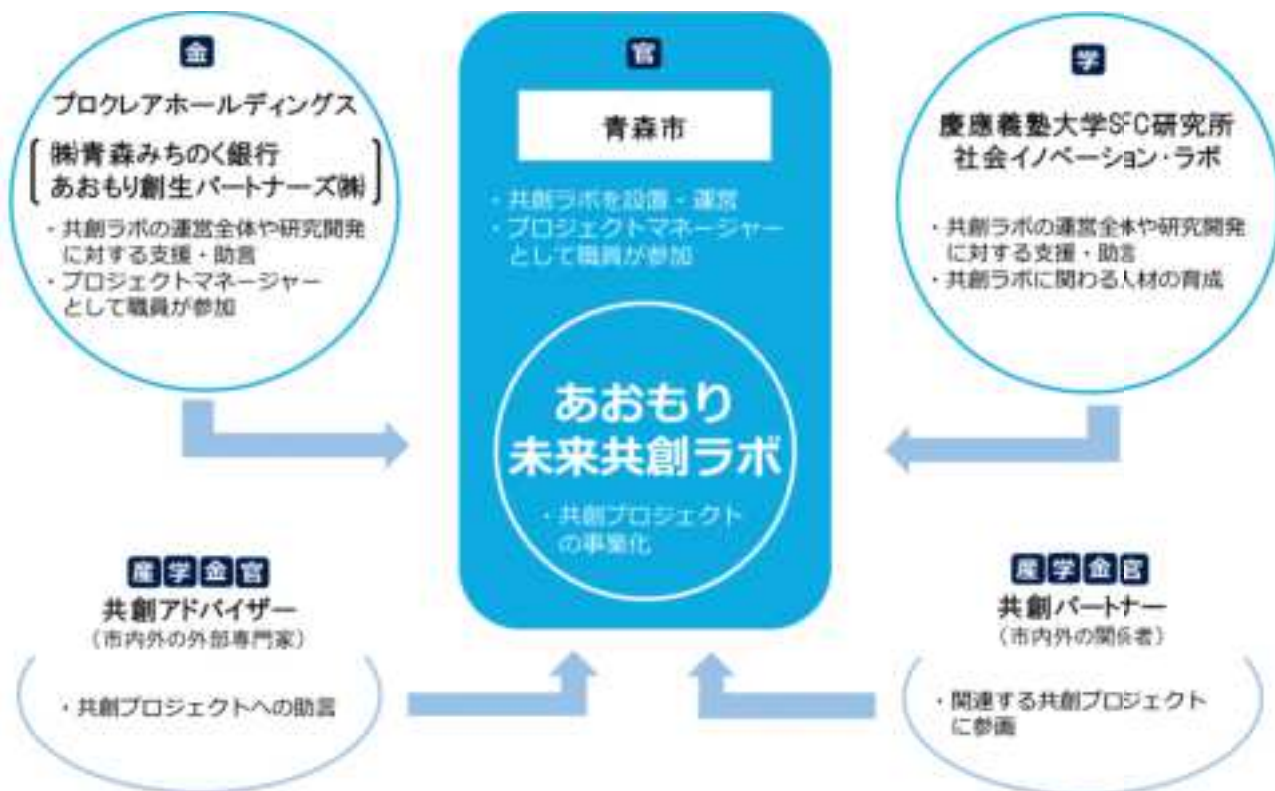 金
プロクレアホールディングス
㈱青森みちのく銀行
あおもり創生パートナーズ㈱
・共創ラボの運営全体や研究開発
に対する支援・助言
・プロジェクトマネージャー
として職員が参加
官
青森市
・共創ラボを設置・運営
・プロジェクトマネージャー
として職員が参加
あおもり
未来共創ラボ
・共創プロジェクト
の事業化
学
慶應義塾大学SFC研究所
社会イノベーション・ラボ
・共創ラボの運営全体や研究開発
に対する支援・助言
・共創ラボに関わる人材の育成
産学金官
共創アドバイザー
（市内外の外部専門家）
・共創プロジェクトへの助言
産学金官
共創パートナー
（市内外の関係者）
・関連する共創プロジェクト
に参画